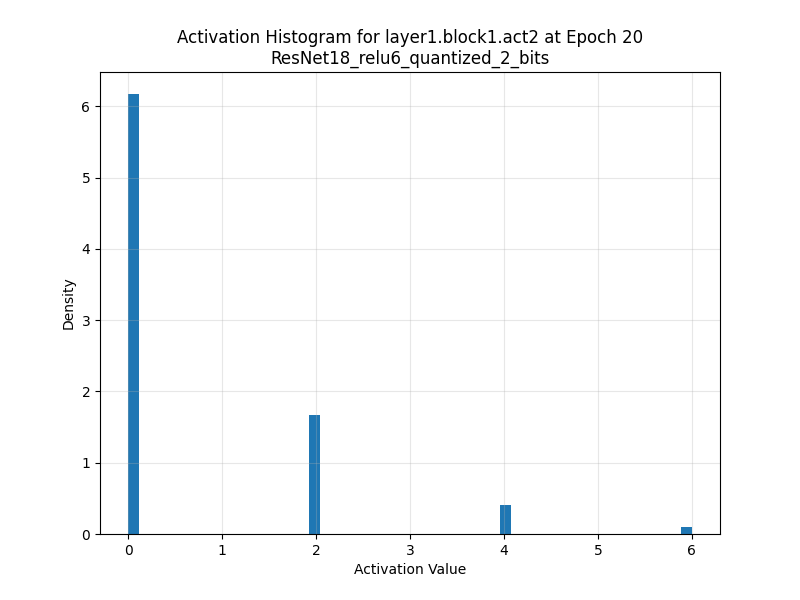 Activation Histogram for layer1.block1.act2 at Epoch 20
ResNet18_relu6_quantized_2_bits
Density
6
5
4
3
2
1
0
0 1 2 3 4 5 6
Activation Value